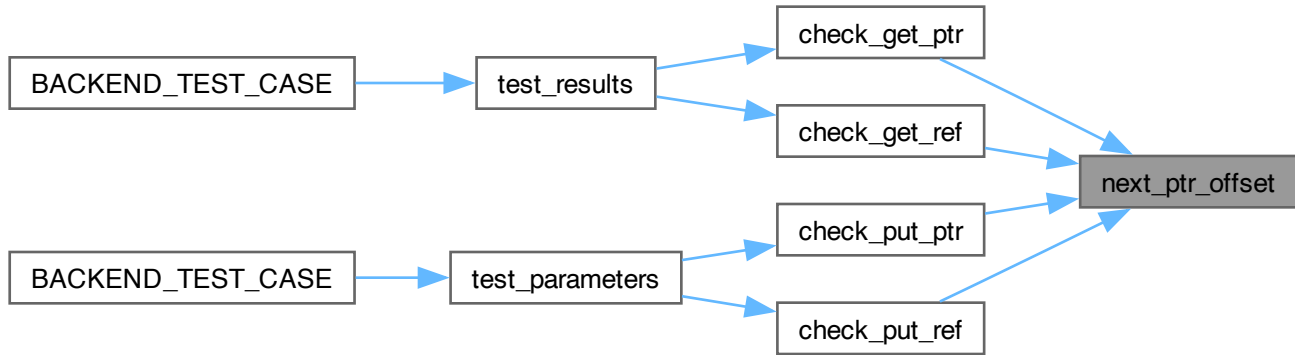 BACKEND_TEST_CASE
test_results
check_get_ptr
check_get_ref
next_ptr_offset
check_put_ptr
check_put_ref
BACKEND_TEST_CASE
test_parameters